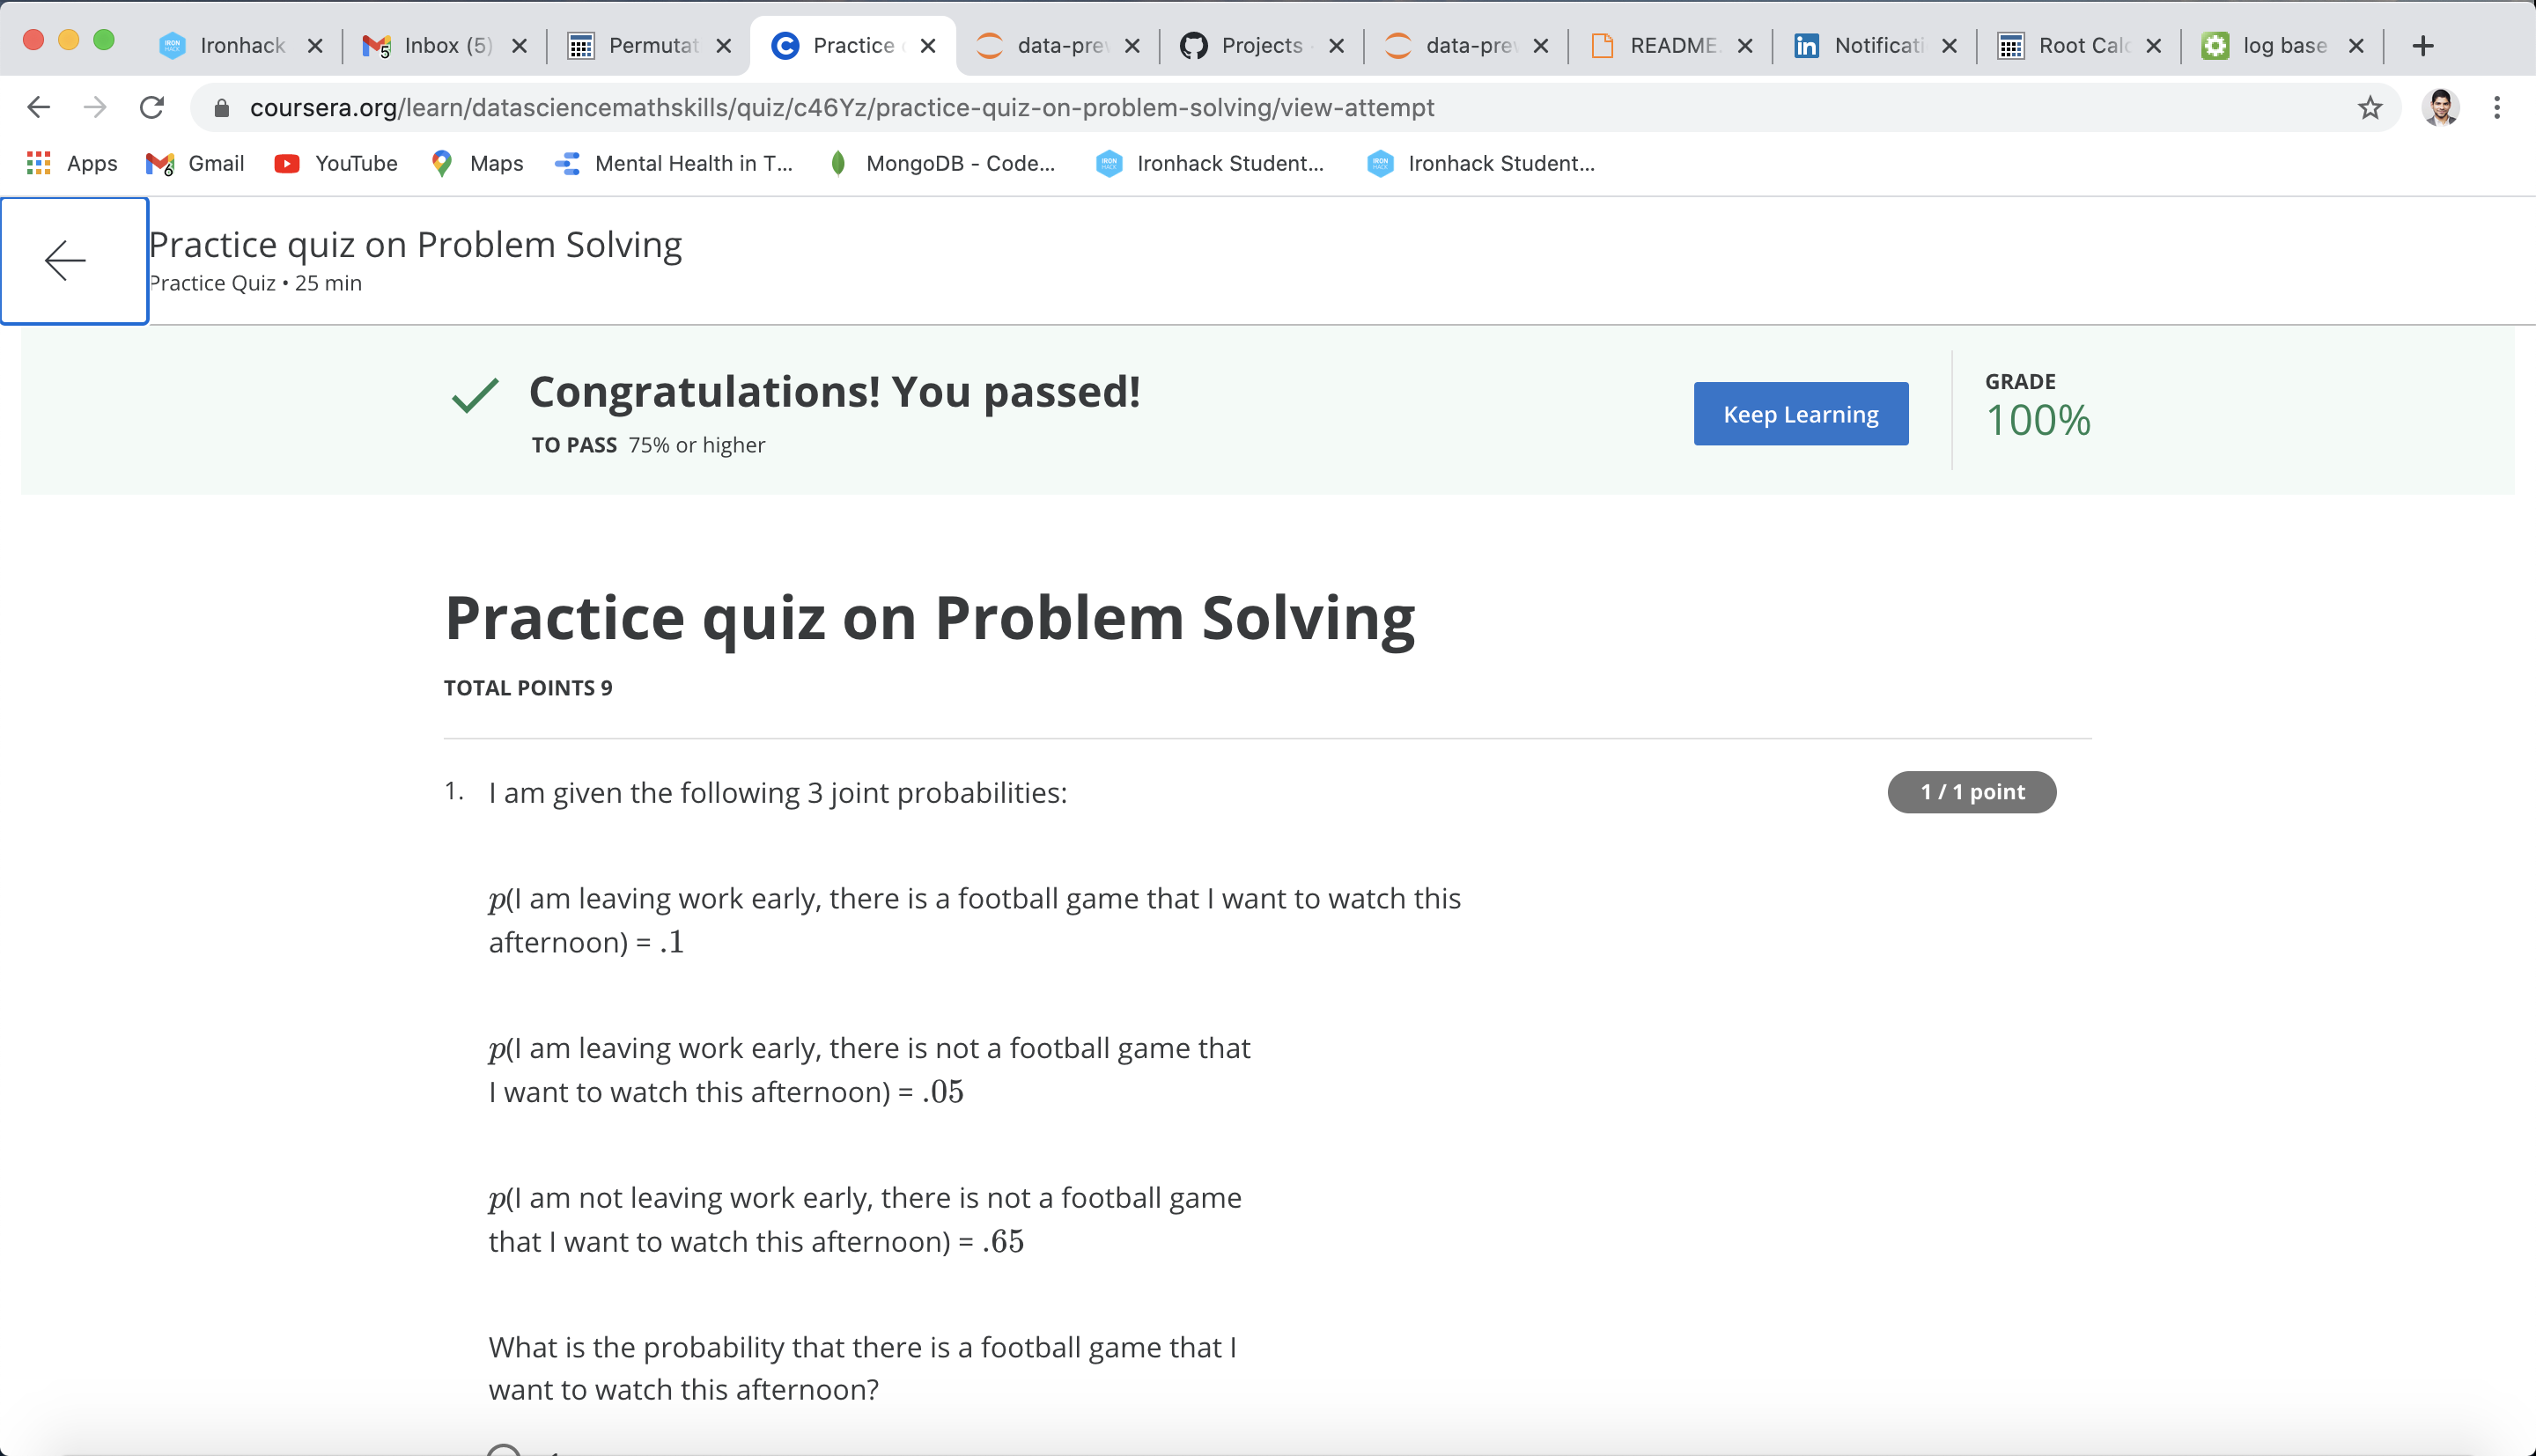 Ironhack
Inbox (5)
Permutat
Practice
data-pre
Projects
data-pre
README.
Notificati
Root Calc
log base
coursera.org/learn/datasciencemathskills/quiz/c46Yz/practice-quiz-on-problem-solving/view-attempt
Apps
Gmail
YouTube
Maps
Mental Health in T...
MongoDB - Code...
Ironhack Student...
Ironhack Student...
Practice quiz on Problem Solving
Practice Quiz • 25 min
Congratulations! You passed!
TO PASS 75% or higher
Keep Learning
GRADE
100%
Practice quiz on Problem Solving
TOTAL POINTS 9
1. I am given the following 3 joint probabilities:
1 / 1 point
p(I am leaving work early, there is a football game that I want to watch this
afternoon) = .1
p(I am leaving work early, there is not a football game that
I want to watch this afternoon) = .05
p(I am not leaving work early, there is not a football game
that I want to watch this afternoon) = .65
What is the probability that there is a football game that I
want to watch this afternoon?